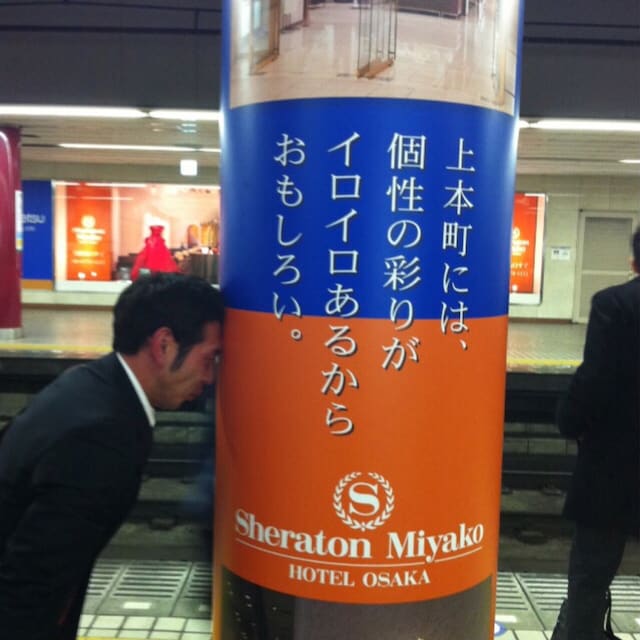 上本町には、
個性の彩りが
イロイロあるから
おもしろい。
S
Sheraton Miyako
HOTEL OSAKA